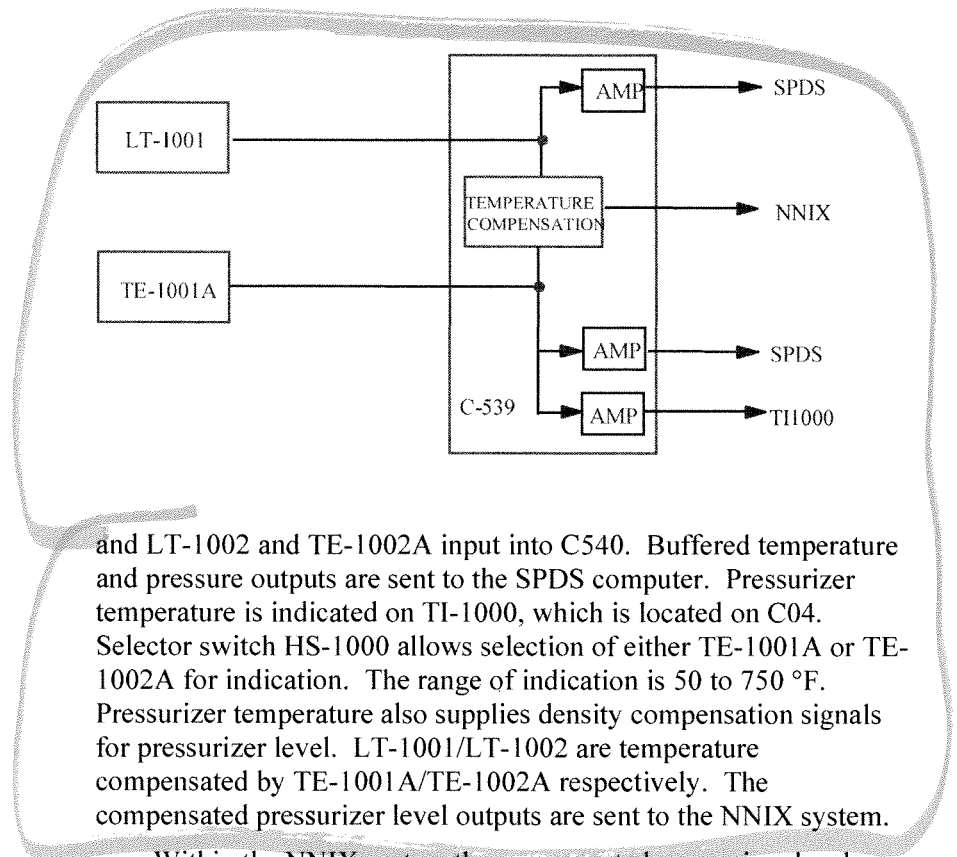 AMP
SPDS
LT-1001
TEMPERATURE
COMPENSATION
NNIX
TE-1001A
AMP
SPDS
C-539
AMP
TI1000
and LT-1002 and TE-1002A input into C540. Buffered temperature
and pressure outputs are sent to the SPDS computer. Pressurizer
temperature is indicated on TI-1000, which is located on C04.
Selector switch HS-1000 allows selection of either TE-1001A or TE-
1002A for indication. The range of indication is 50 to 750 °F.
Pressurizer temperature also supplies density compensation signals
for pressurizer level. LT-1001/LT-1002 are temperature
compensated by TE-1001A/TE-1002A respectively. The
compensated pressurizer level outputs are sent to the NNIX system.
Within the NNIX